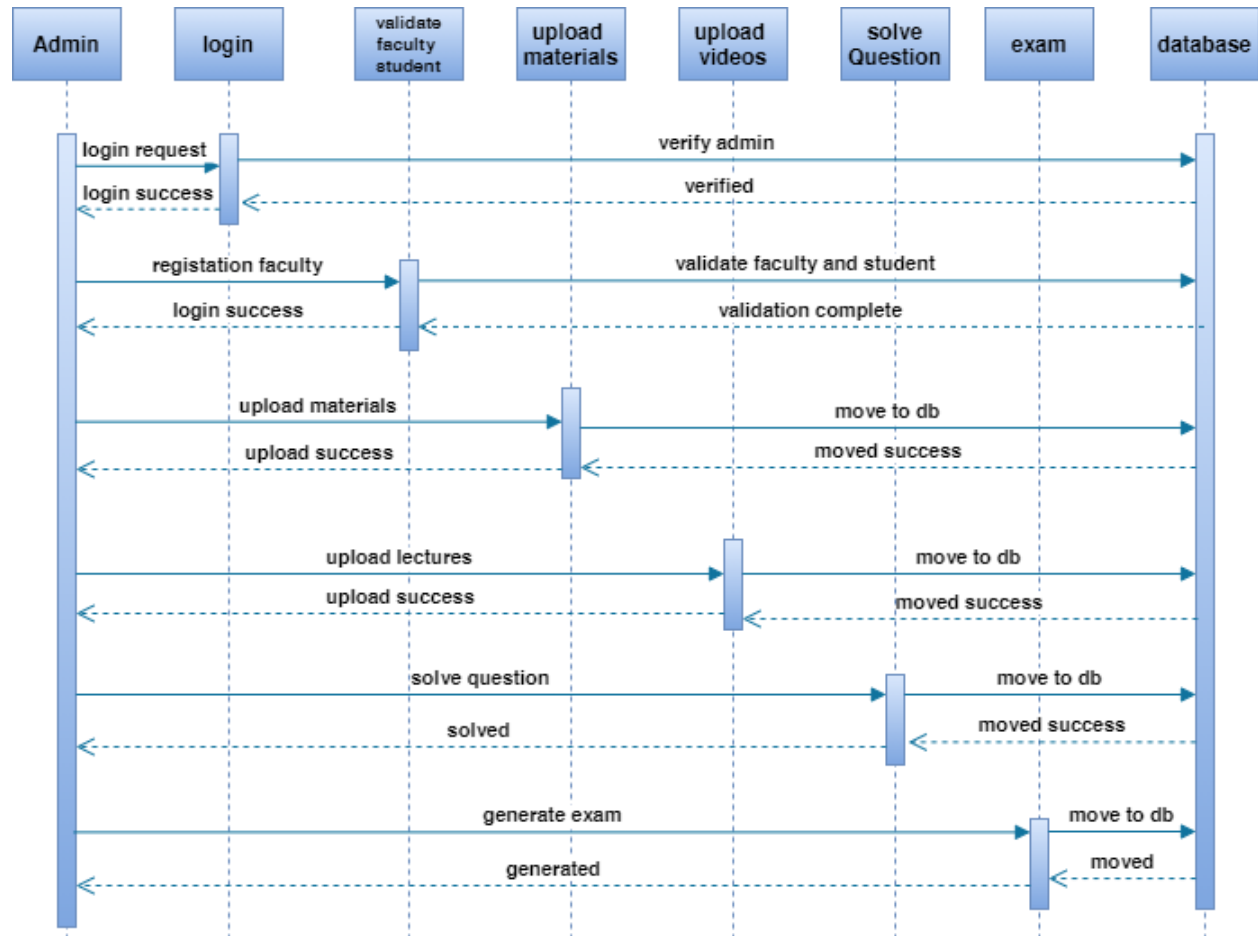 Admin
login
validate
faculty
student
upload
materials
upload
videos
solve
Question
exam
database
login request
verify admin
login success
verified
registation faculty
validate faculty and student
login success
validation complete
upload materials
move to db
upload success
moved success
upload lectures
move to db
upload success
moved success
solve question
move to db
solved
moved success
generate exam
move to db
generated
moved